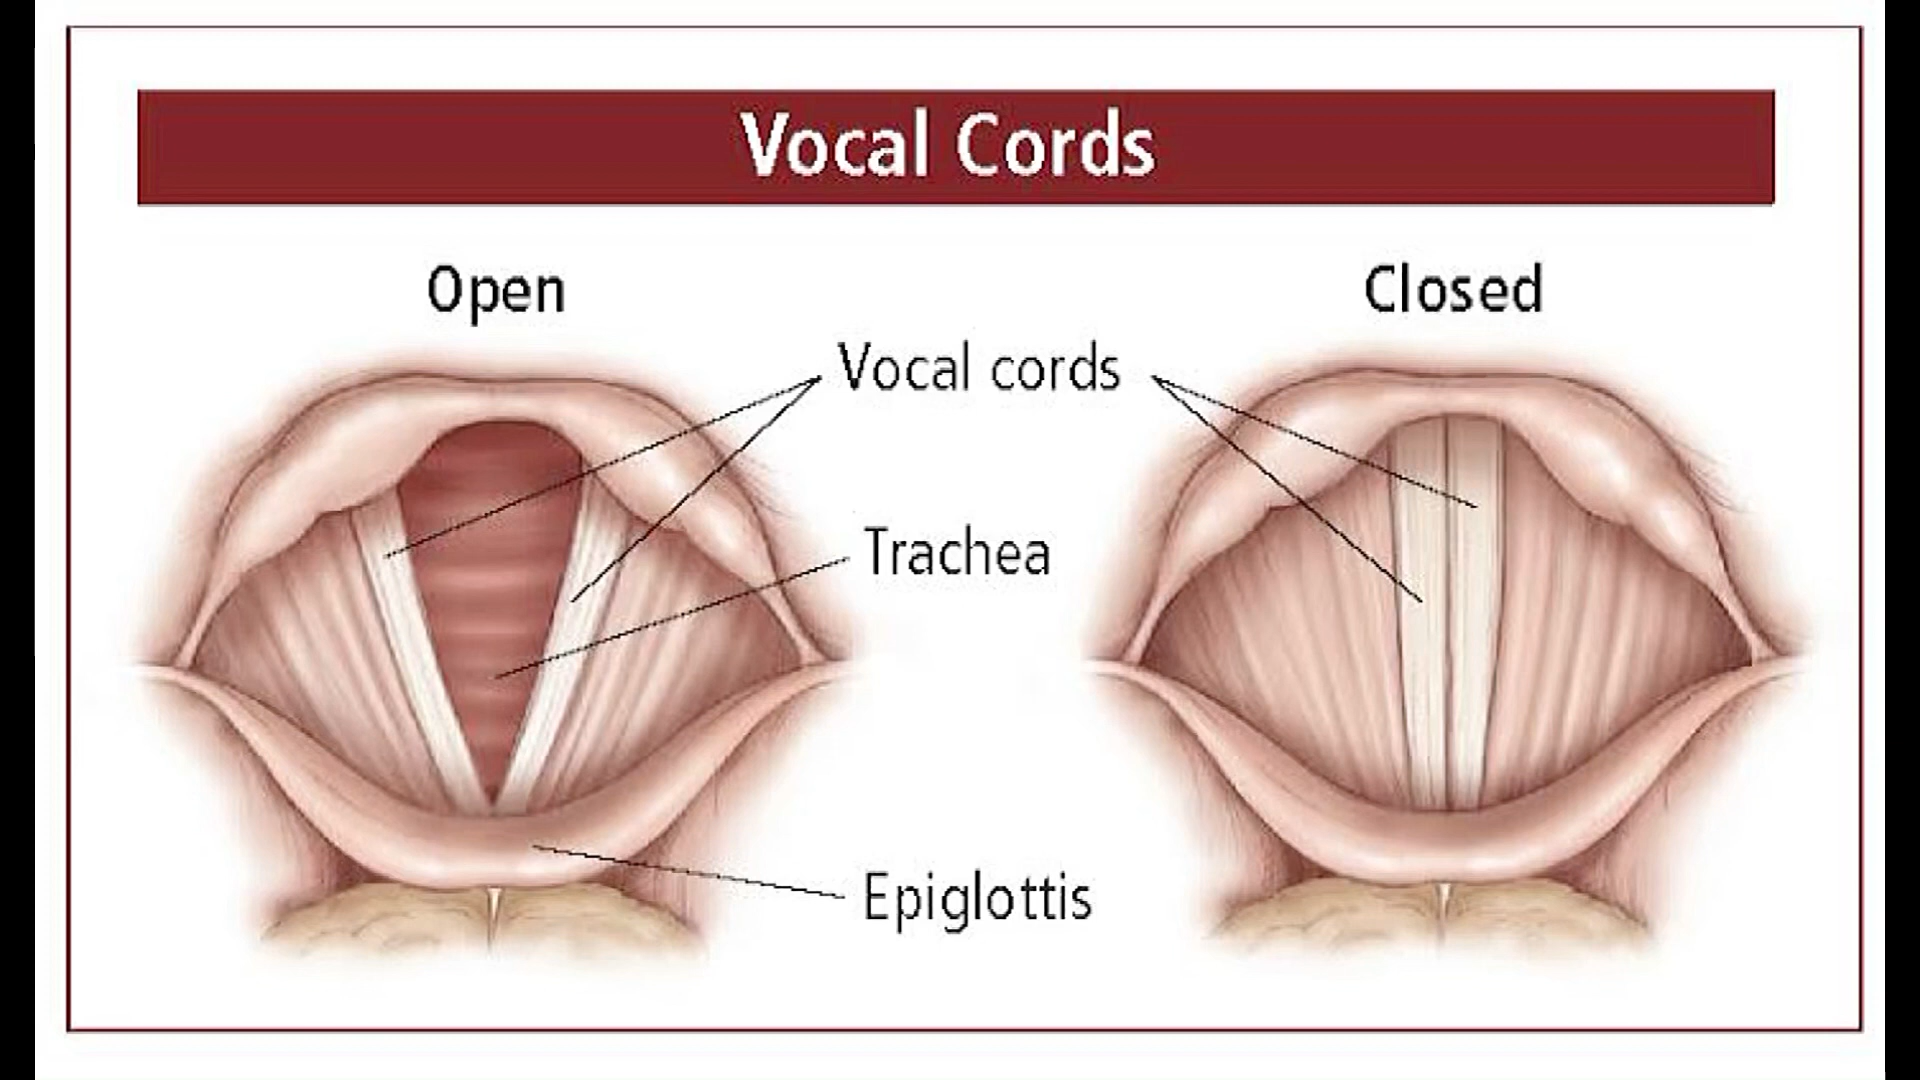 Vocal Cords
Open
Closed
Vocal cords
Trachea
Epiglottis